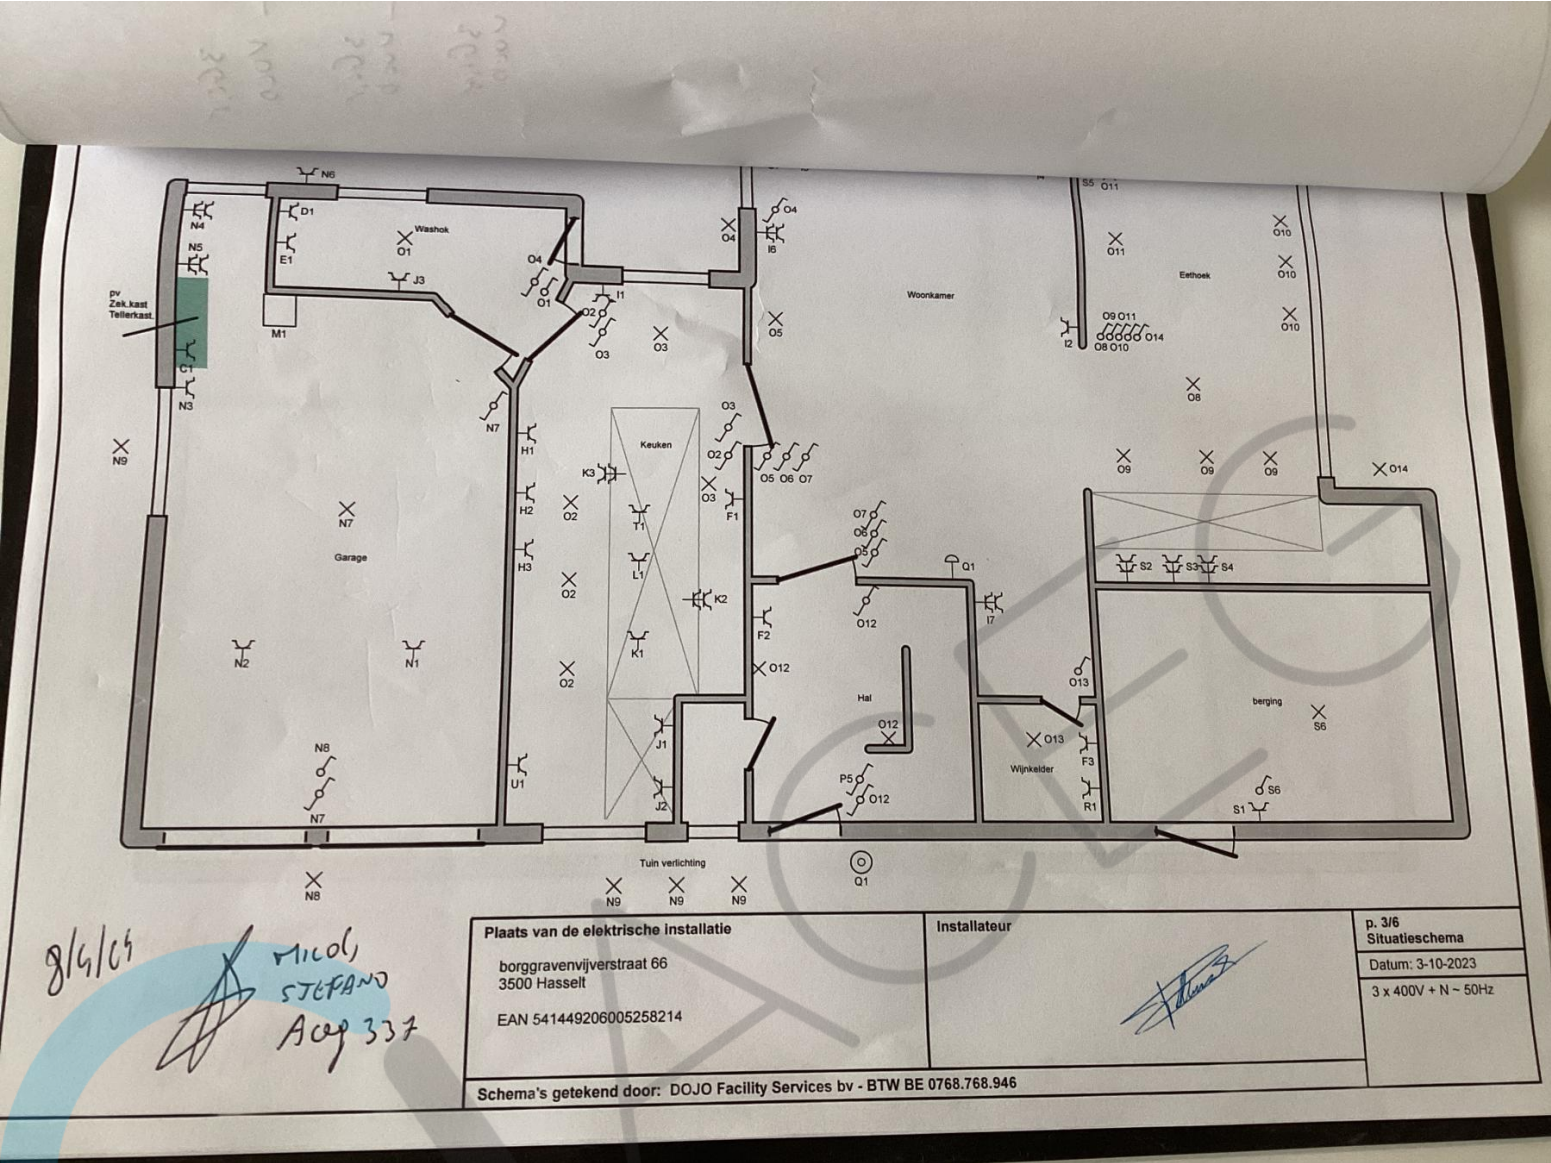 N6
S5 O11
N4
D1
O4
O4
Washok
O1
I6
O10
O11
N5
E1
O4
Eethoek
O10
J3
pv
Zek.kast
Tellerkast.
O1
I1
Woonkamer
O2
O10
M1
O3
O3
O5
I2
O9 O11
O14
O8 O10
C1
N3
O8
O3
N7
H1
Keuken
O2
N9
K3
O5 O6 O7
O9
O9
O9
O14
O3
H2
O2
T1
F1
O7
O6
O5
N7
Garage
H3
L1
Q1
S2
S3
S4
O2
K2
O12
I7
F2
N2
N1
K1
O2
O12
O13
Hal
berging
S6
O12
J1
O13
N8
F3
Wijnkelder
U1
P5
J2
O12
R1
S6
S1
N7
Tuin verlichting
Q1
N8
N9
N9
N9
8/4/24
MICOLI
STEFANO
Aceg 337
Plaats van de elektrische installatie
borggravenvijverstraat 66
3500 Hasselt
EAN 541449206005258214
Installateur
p. 3/6
Situatieschema
Datum: 3-10-2023
3 x 400V + N ~ 50Hz
Schema's getekend door: DOJO Facility Services bv - BTW BE 0768.768.946
ACEG